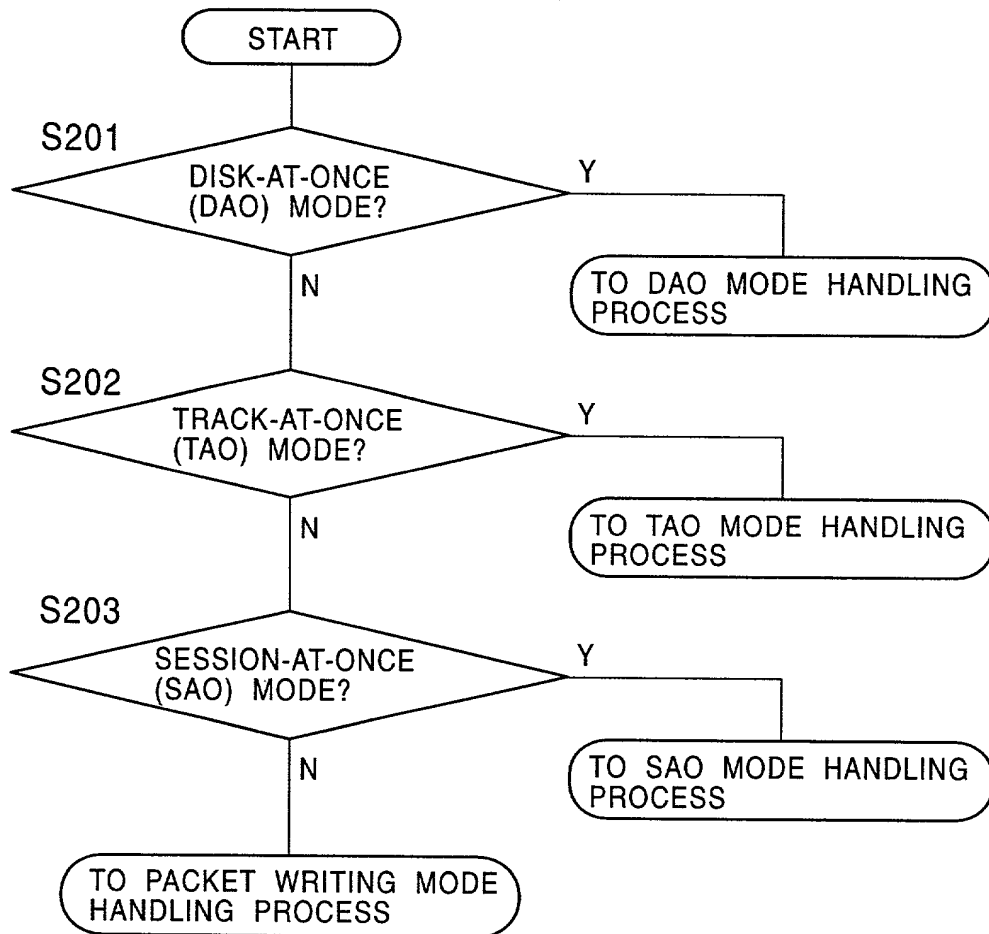 START
S201
DISK-AT-ONCE
(DAO) MODE?
Y
N
TO DAO MODE HANDLING
PROCESS
S202
TRACK-AT-ONCE
(TAO) MODE?
Y
N
TO TAO MODE HANDLING
PROCESS
S203
SESSION-AT-ONCE
(SAO) MODE?
Y
N
TO SAO MODE HANDLING
PROCESS
TO PACKET WRITING MODE
HANDLING PROCESS